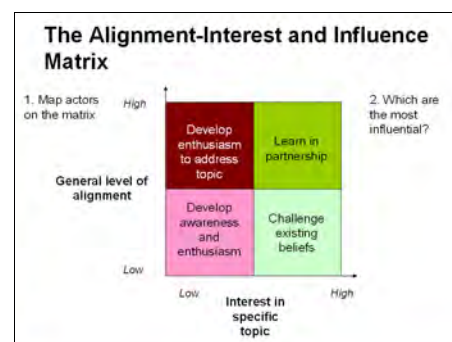 The Alignment-Interest and Influence
Matrix
1. Map actors
on the matrix
High
2. Which are
the most
influential?
Develop
enthusiasm
to address
topic
Learn in
partnership
General level of
alignment
Develop
awareness
and
enthusiasm
Challenge
existing
beliefs
Low
Low
High
Interest in
specific
topic